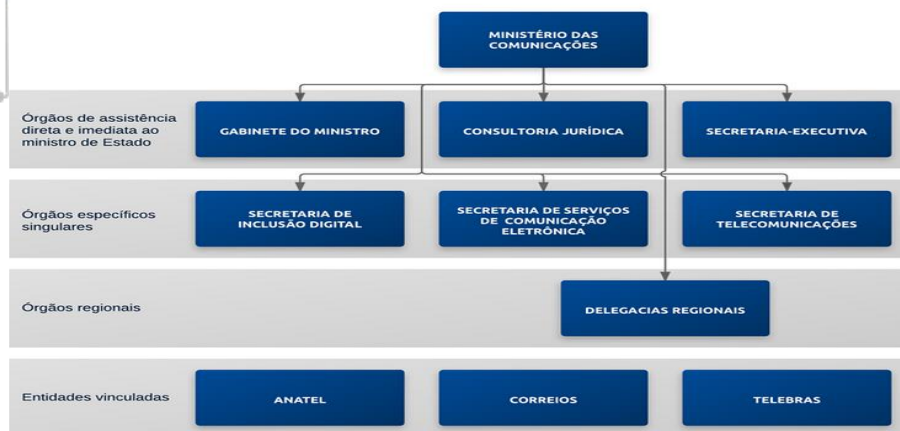 MINISTÉRIO DAS
COMUNICAÇÕES
Órgãos de assistência
direta e imediata ao
ministro de Estado
GABINETE DO MINISTRO
CONSULTORIA JURÍDICA
SECRETARIA-EXECUTIVA
Órgãos específicos
singulares
SECRETARIA DE
INCLUSÃO DIGITAL
SECRETARIA DE SERVIÇOS
DE COMUNICAÇÃO
ELETRÔNICA
SECRETARIA DE
TELECOMUNICAÇÕES
Órgãos regionais
DELEGACIAS REGIONAIS
Entidades vinculadas
ANATEL
CORREIOS
TELEBRAS